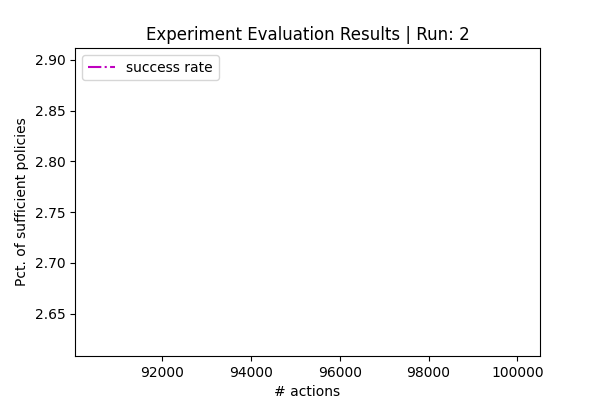 Experiment Evaluation Results | Run: 2
success rate
Pct. of sufficient policies
2.90
2.85
2.80
2.75
2.70
2.65
92000 94000 96000 98000 100000
# actions